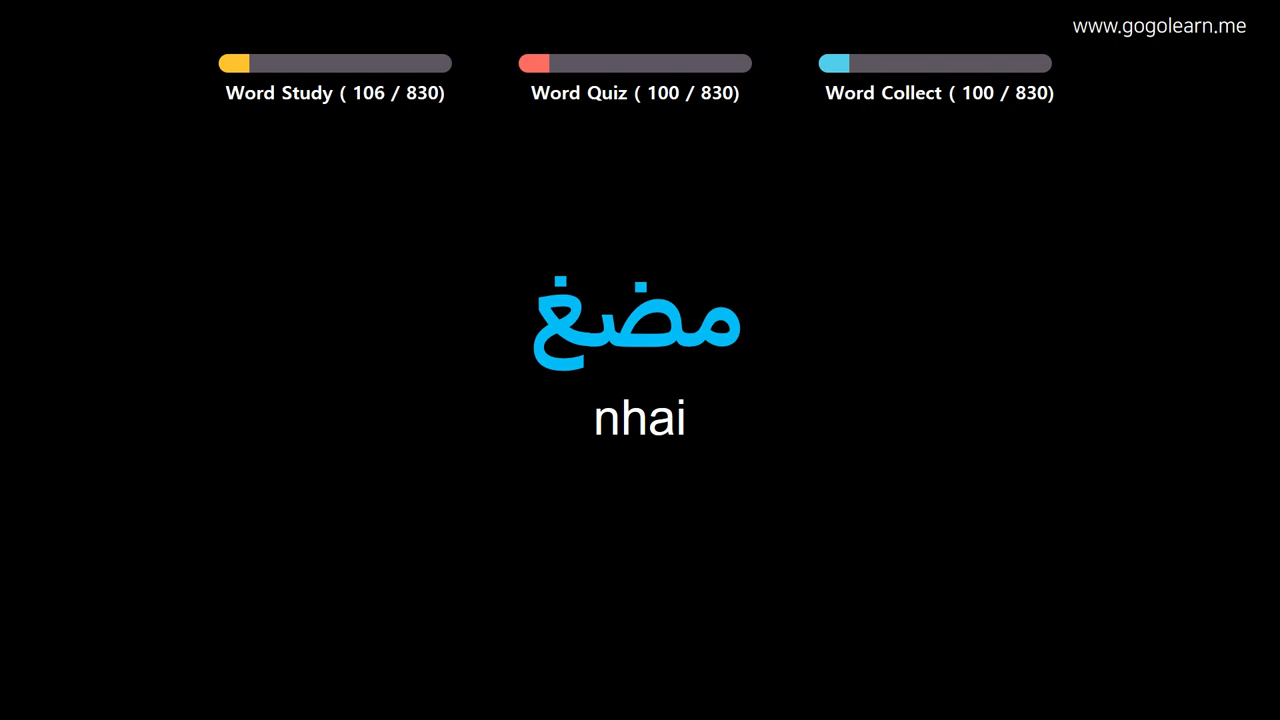 www.gogolearn.me
Word Study ( 106 / 830)
Word Quiz ( 100 / 830)
Word Collect ( 100 / 830)
مضغ
nhai